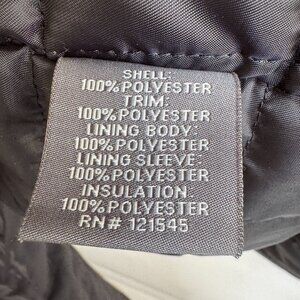 SHELL:
100% POLYESTER
TRIM:
100% POLYESTER
LINING BODY:
100% POLYESTER
LINING SLEEVE:
100% POLYESTER
INSULATION:
100% POLYESTER
RN# 121545